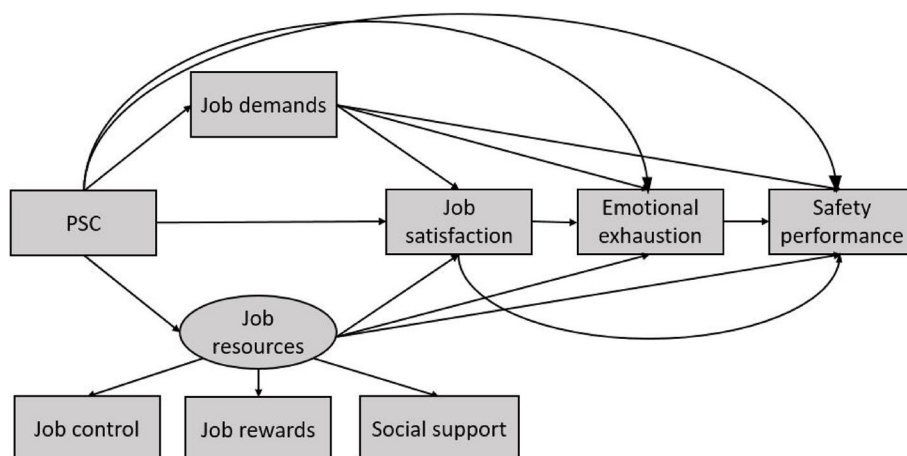 Job demands
PSC
Job
satisfaction
Emotional
exhaustion
Safety
performance
Job
resources
Job control
Job rewards
Social support